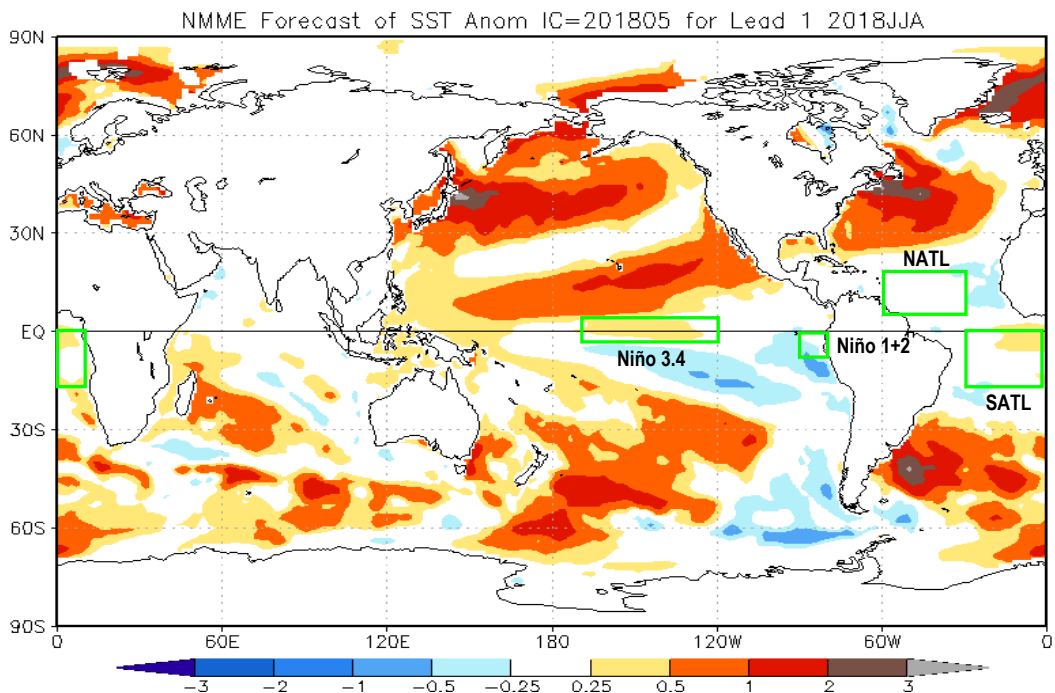 NMME Forecast of SST Anom IC=201805 for Lead 1 2018JJA
90N
60N
30N
EQ
30S
60S
90S
NATL
Niño 3.4
Niño 1+2
SATL
0 60E 120E 180 120W 60W 0
-3 -2 -1 -0.5 -0.25 0.25 0.5 1 2 3